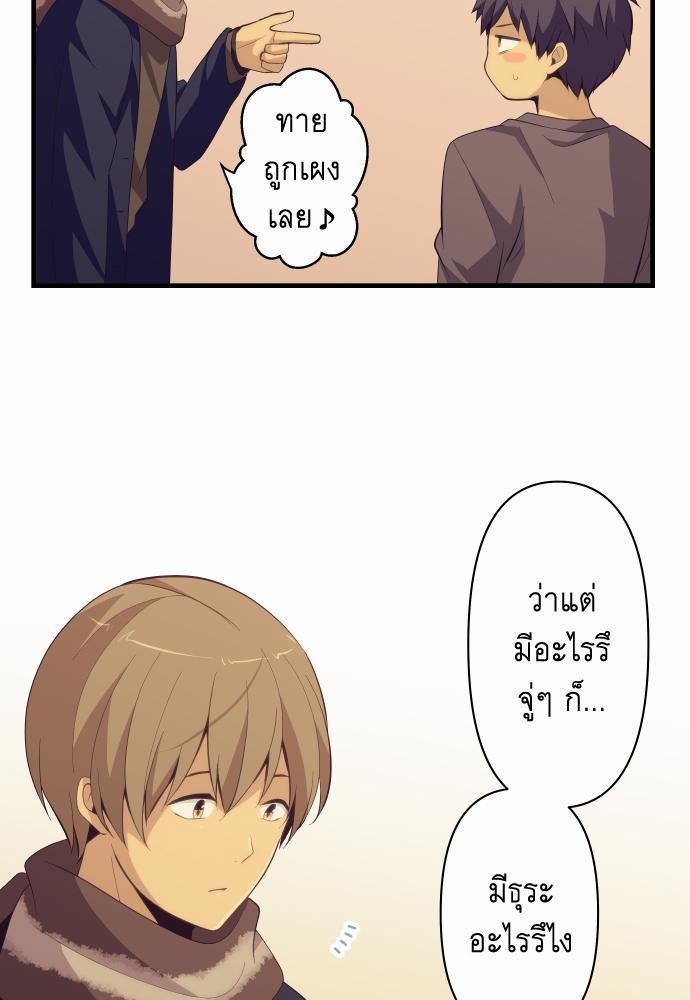 ทาย
ถูกเผง
เลย♪
ว่าแต่
มีอะไรรึ
จู่ๆ ก็...
มีธุระ
อะไรรึไง